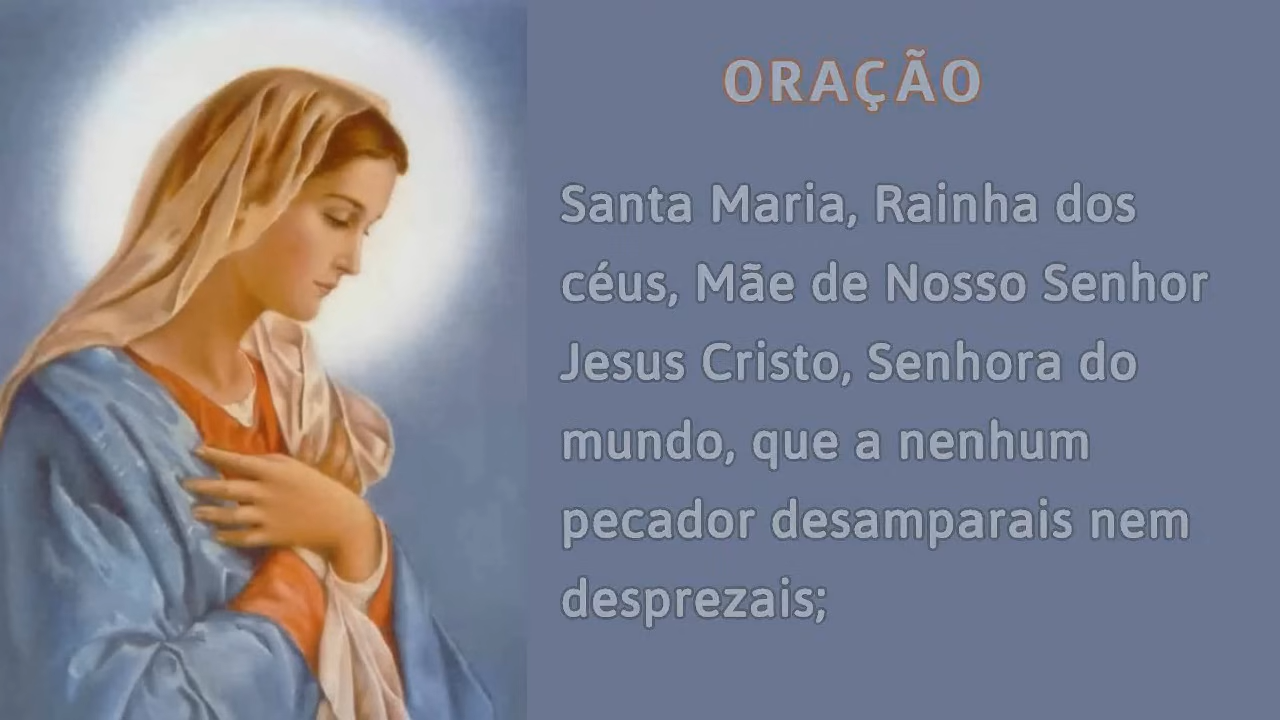 ORAÇÃO
Santa Maria, Rainha dos
céus, Mãe de Nosso Senhor
Jesus Cristo, Senhora do
mundo, que a nenhum
pecador desamparais nem
desprezais;